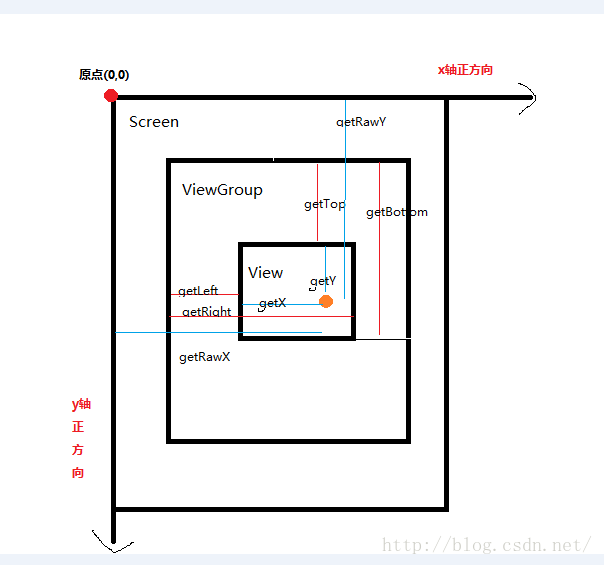 x轴正方向
原点(0,0)
Screen
getRawY
ViewGroup
getTop
getBottom
View
getY
getLeft
getX
getRight
getRawX
y轴
正
方
向
http://blog.csdn.net/